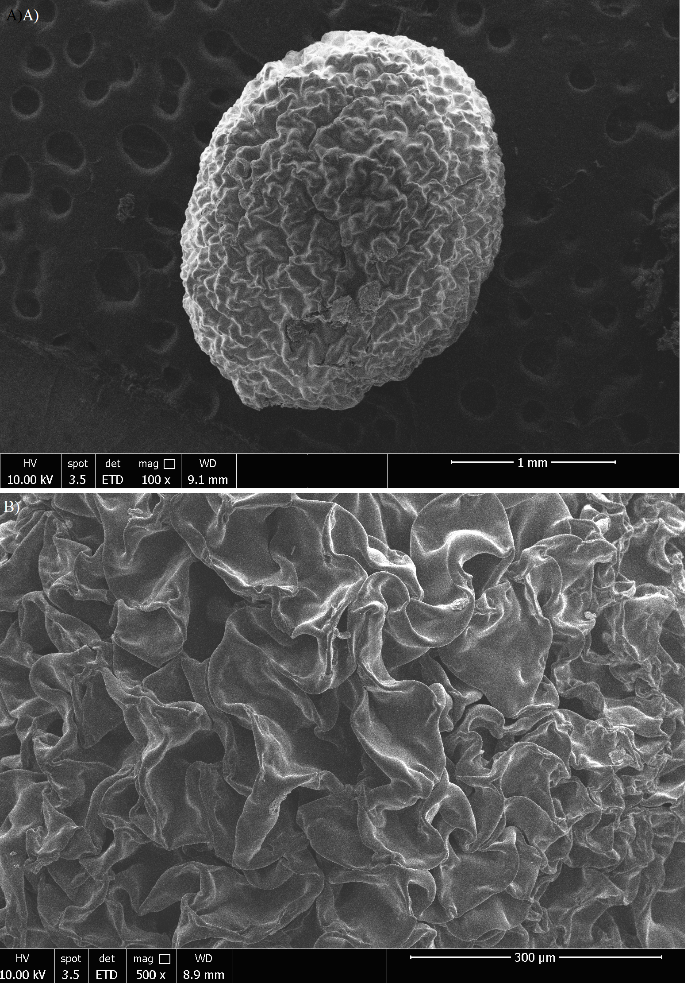 A)A)
HV spot det mag WD
10.00 kV 3.5 ETD 100 x 9.1 mm 1 mm
B)
HV spot det mag WD
10.00 kV 3.5 ETD 500 x 8.9 mm 300 µm